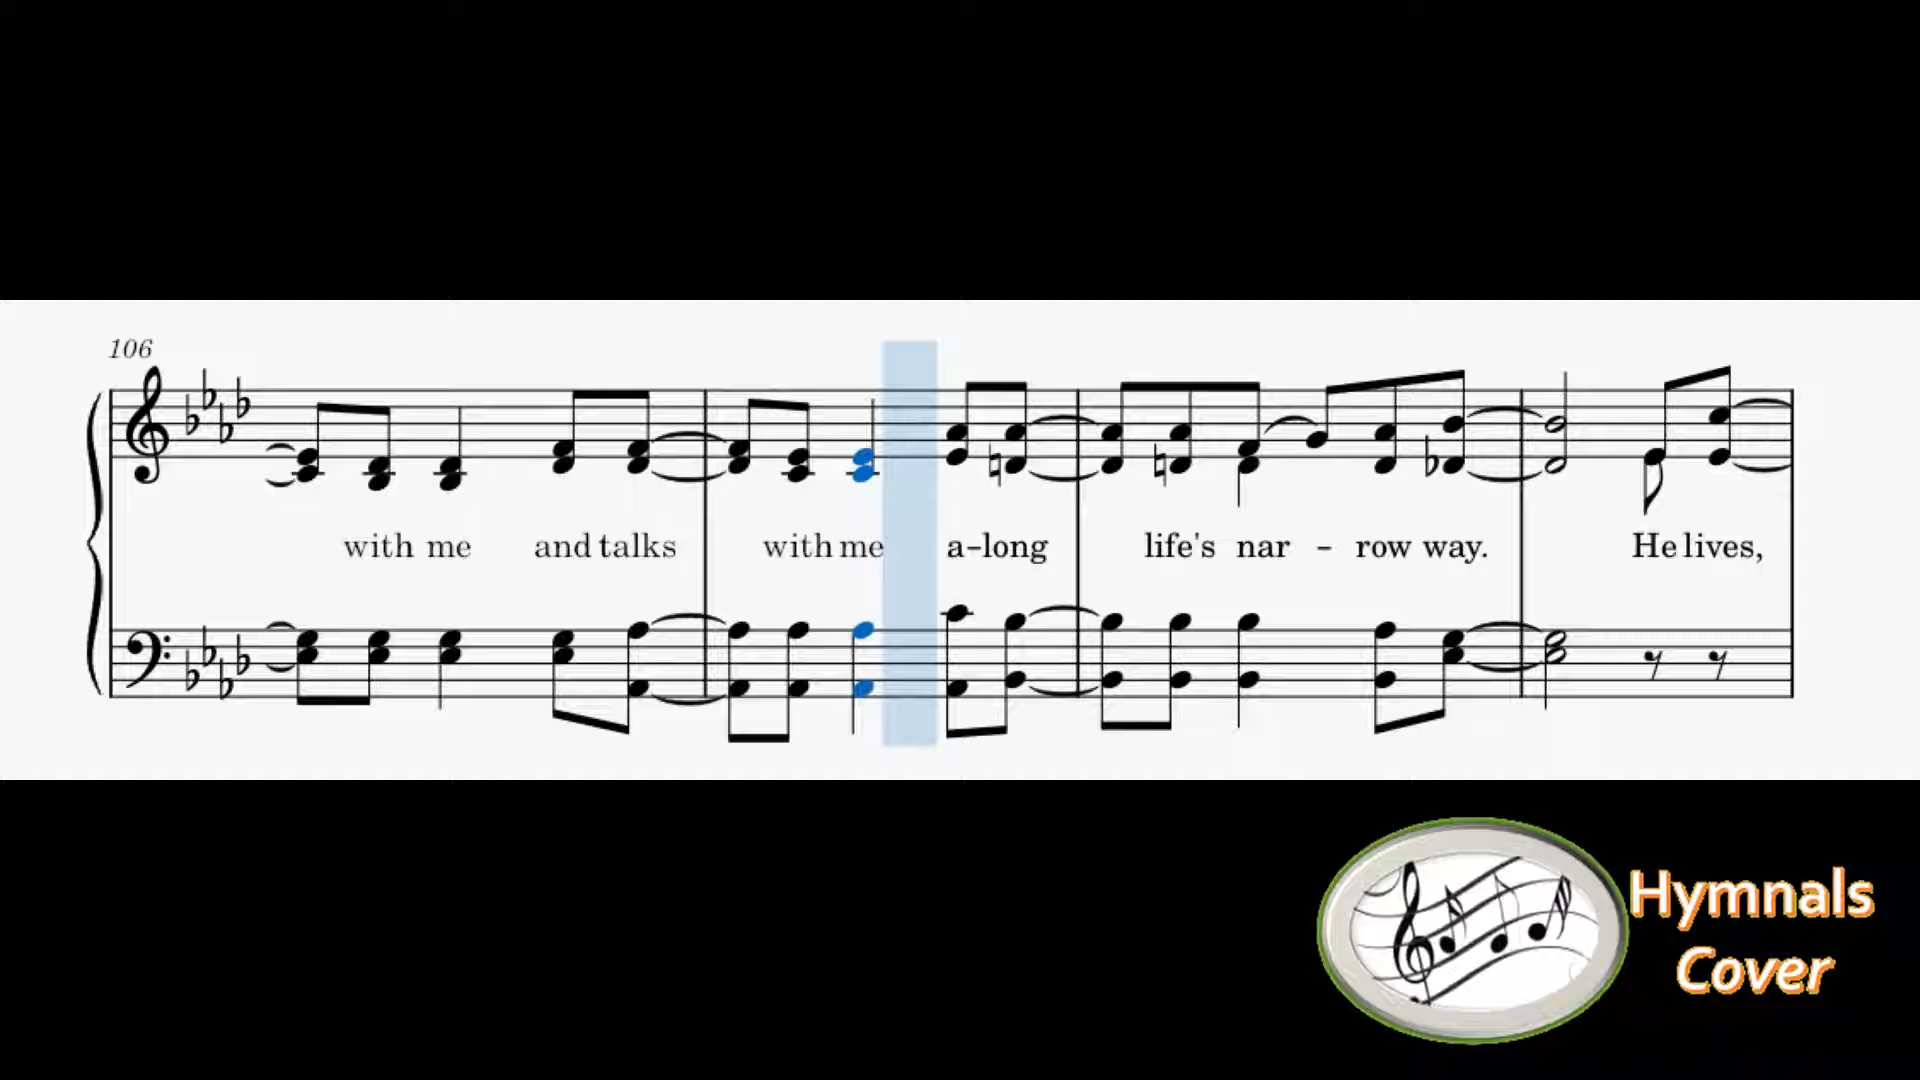 106
with me and talks with me a-long life's nar - row way. He lives,
Hymnals
Cover